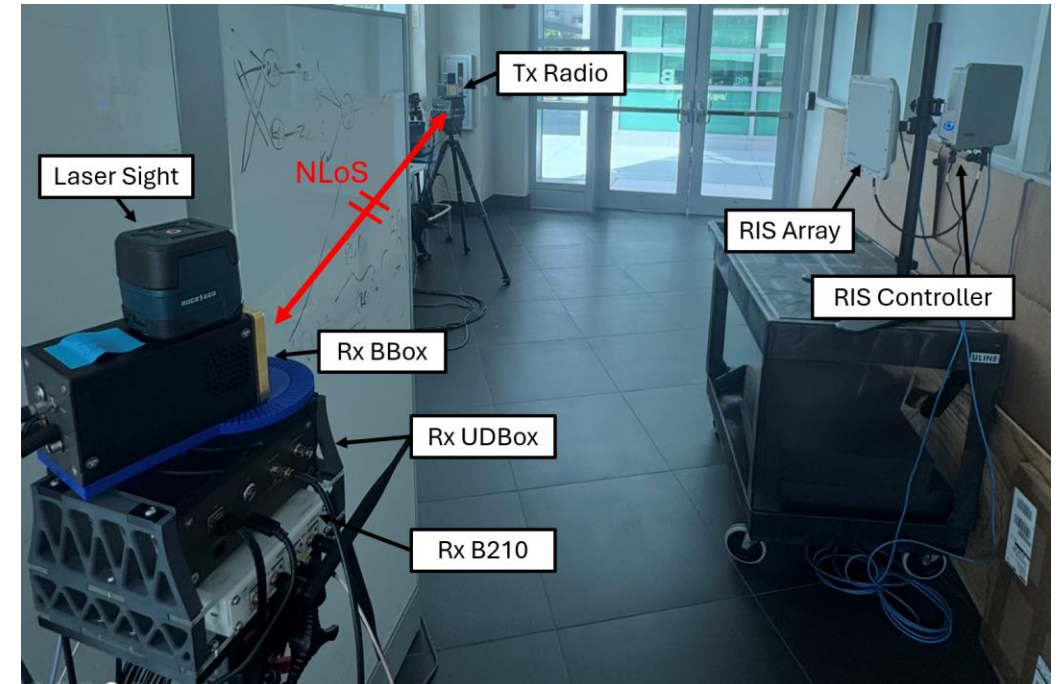 Tx Radio
NLoS
Laser Sight
RIS Array
RIS Controller
ULINE
Rx BBox
Rx UDBox
Rx B210